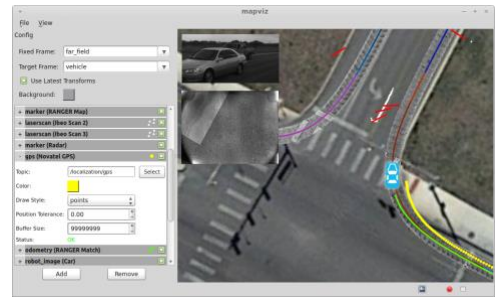 mapviz
File View
Config
Fixed Frame: far_field
Target Frame: vehicle
Use Latest Transforms
Background:
marker (RANGER Map)
laserscan (Ibeo Scan 2)
laserscan (Ibeo Scan 3)
marker (Radar)
gps (Novatel GPS)
Topic: /localization/gps Select
Color:
Draw Style: points
Position Tolerance: 0.00
Buffer Size: 99999999
Status: OK
odometry (RANGER Match)
robot_image (Car)
Add Remove